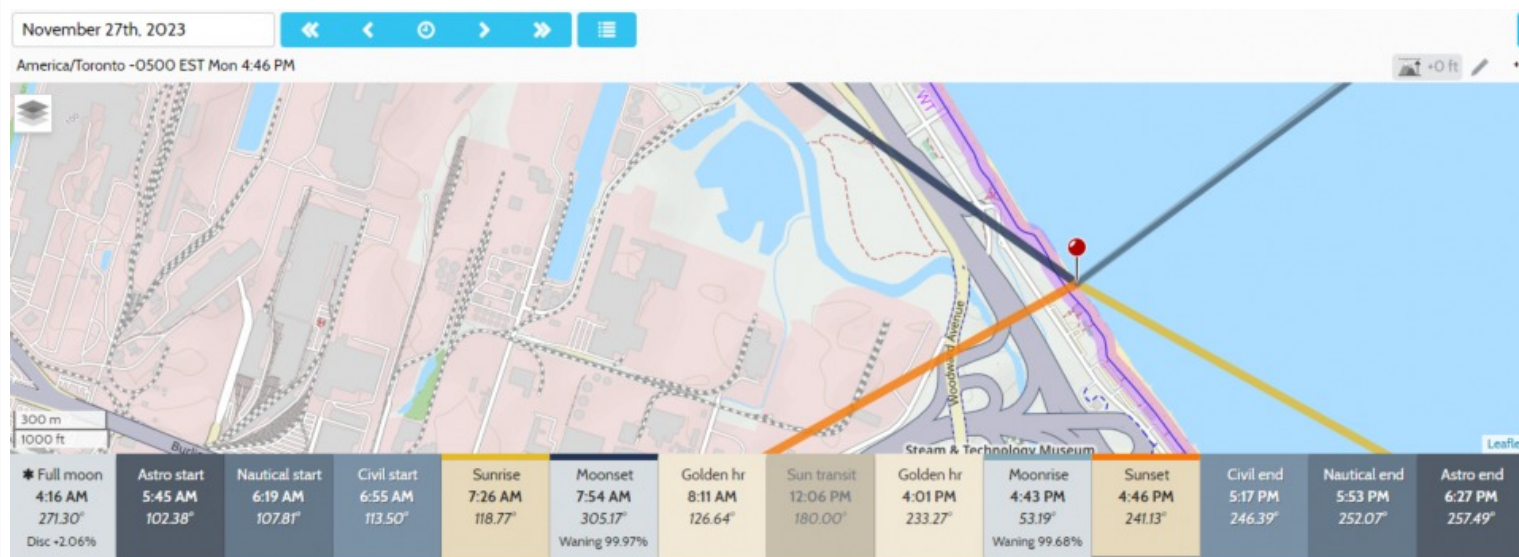 November 27th, 2023
America/Toronto -0500 EST Mon 4:46 PM
+0 ft
100
WT
Woodward Avenue
300 m
1000 ft
Steam & Technology Museum
Leafle
✱ Full moon
4:16 AM
271.30°
Disc +2.06%
Astro start
5:45 AM
102.38°
Nautical start
6:19 AM
107.81°
Civil start
6:55 AM
113.50°
Sunrise
7:26 AM
118.77°
Moonset
7:54 AM
305.17°
Waning 99.97%
Golden hr
8:11 AM
126.64°
Sun transit
12:06 PM
180.00°
Golden hr
4:01 PM
233.27°
Moonrise
4:43 PM
53.19°
Waning 99.68%
Sunset
4:46 PM
241.13°
Civil end
5:17 PM
246.39°
Nautical end
5:53 PM
252.07°
Astro end
6:27 PM
257.49°